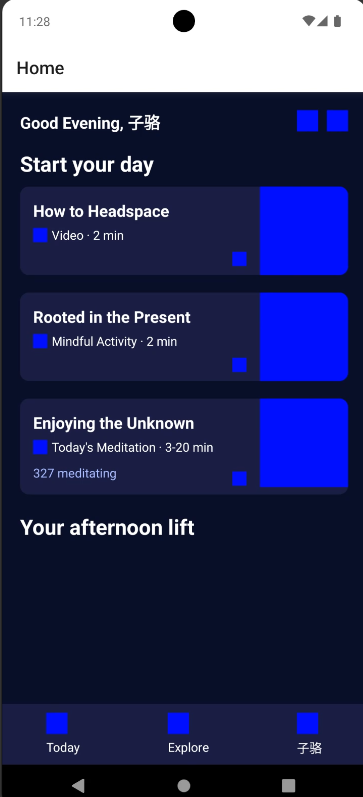 11:28
Home
Good Evening, 子骆
Start your day
How to Headspace
Video · 2 min
Rooted in the Present
Mindful Activity · 2 min
Enjoying the Unknown
Today's Meditation · 3-20 min
327 meditating
Your afternoon lift
Today
Explore
子骆